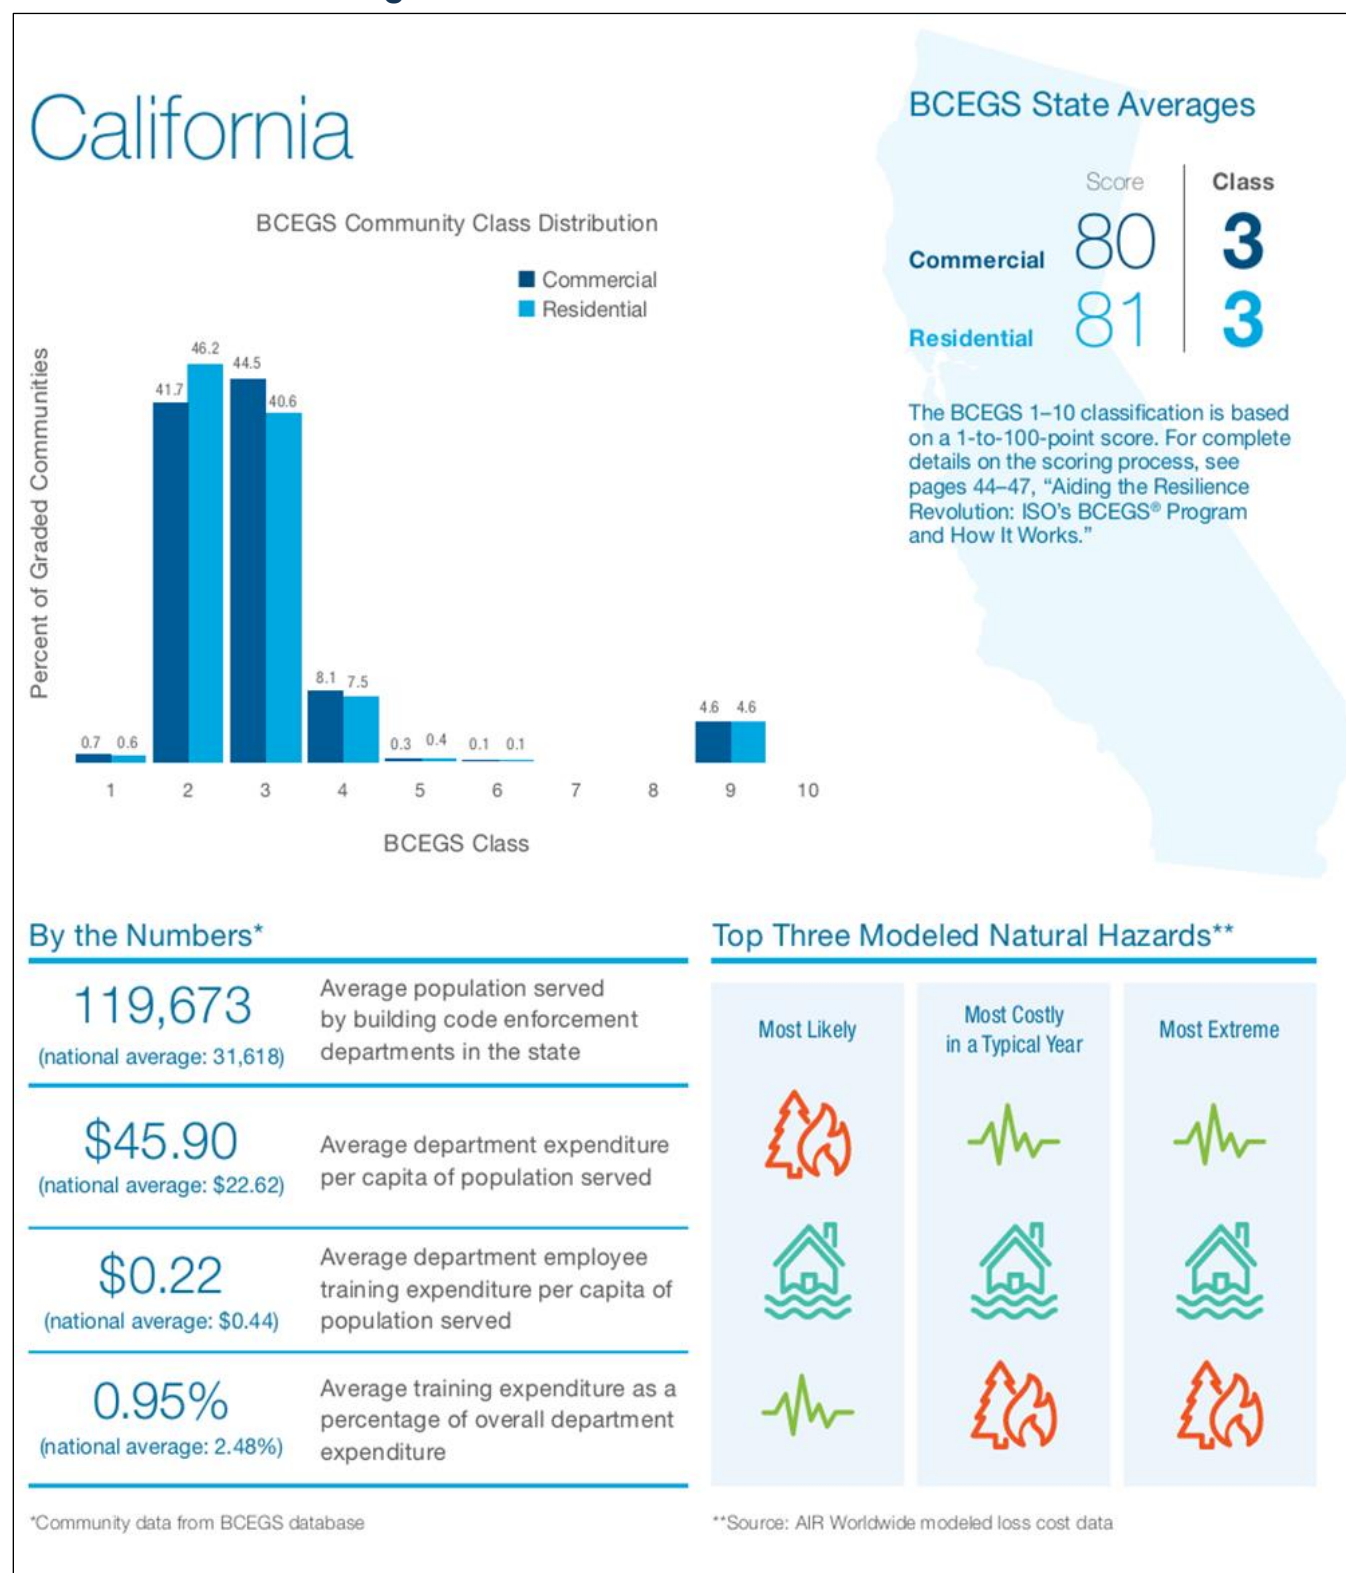 California
BCEGS Community Class Distribution
Commercial
Residential
Percent of Graded Communities
46.2
44.5
41.7
40.6
8.1
7.5
4.6
4.6
0.7
0.6
0.3
0.4
0.1
0.1
1
2
3
4
5
6
7
8
9
10
BCEGS Class
BCEGS State Averages
Score
Class
Commercial
80
3
Residential
81
3
The BCEGS 1–10 classification is based
on a 1-to-100-point score. For complete
details on the scoring process, see
pages 44–47, “Aiding the Resilience
Revolution: ISO’s BCEGS® Program
and How It Works.”
By the Numbers*
119,673
(national average: 31,618)
Average population served
by building code enforcement
departments in the state
$45.90
(national average: $22.62)
Average department expenditure
per capita of population served
$0.22
(national average: $0.44)
Average department employee
training expenditure per capita of
population served
0.95%
(national average: 2.48%)
Average training expenditure as a
percentage of overall department
expenditure
*Community data from BCEGS database
Top Three Modeled Natural Hazards**
Most Likely
Most Costly
in a Typical Year
Most Extreme
**Source: AIR Worldwide modeled loss cost data